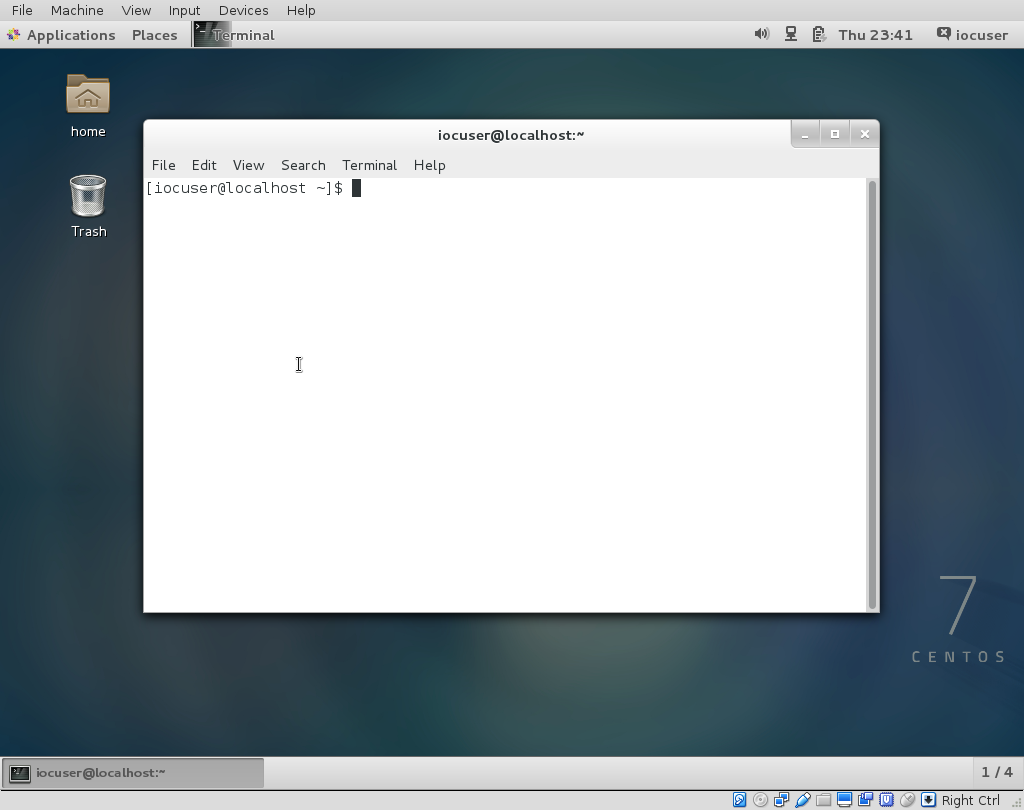 File Machine View Input Devices Help
Applications Places Terminal Thu 23:41 iocuser
home
Trash
iocuser@localhost:~
File Edit View Search Terminal Help
[iocuser@localhost ~]$
7
CENTOS
iocuser@localhost:~ 1 / 4
Right Ctrl